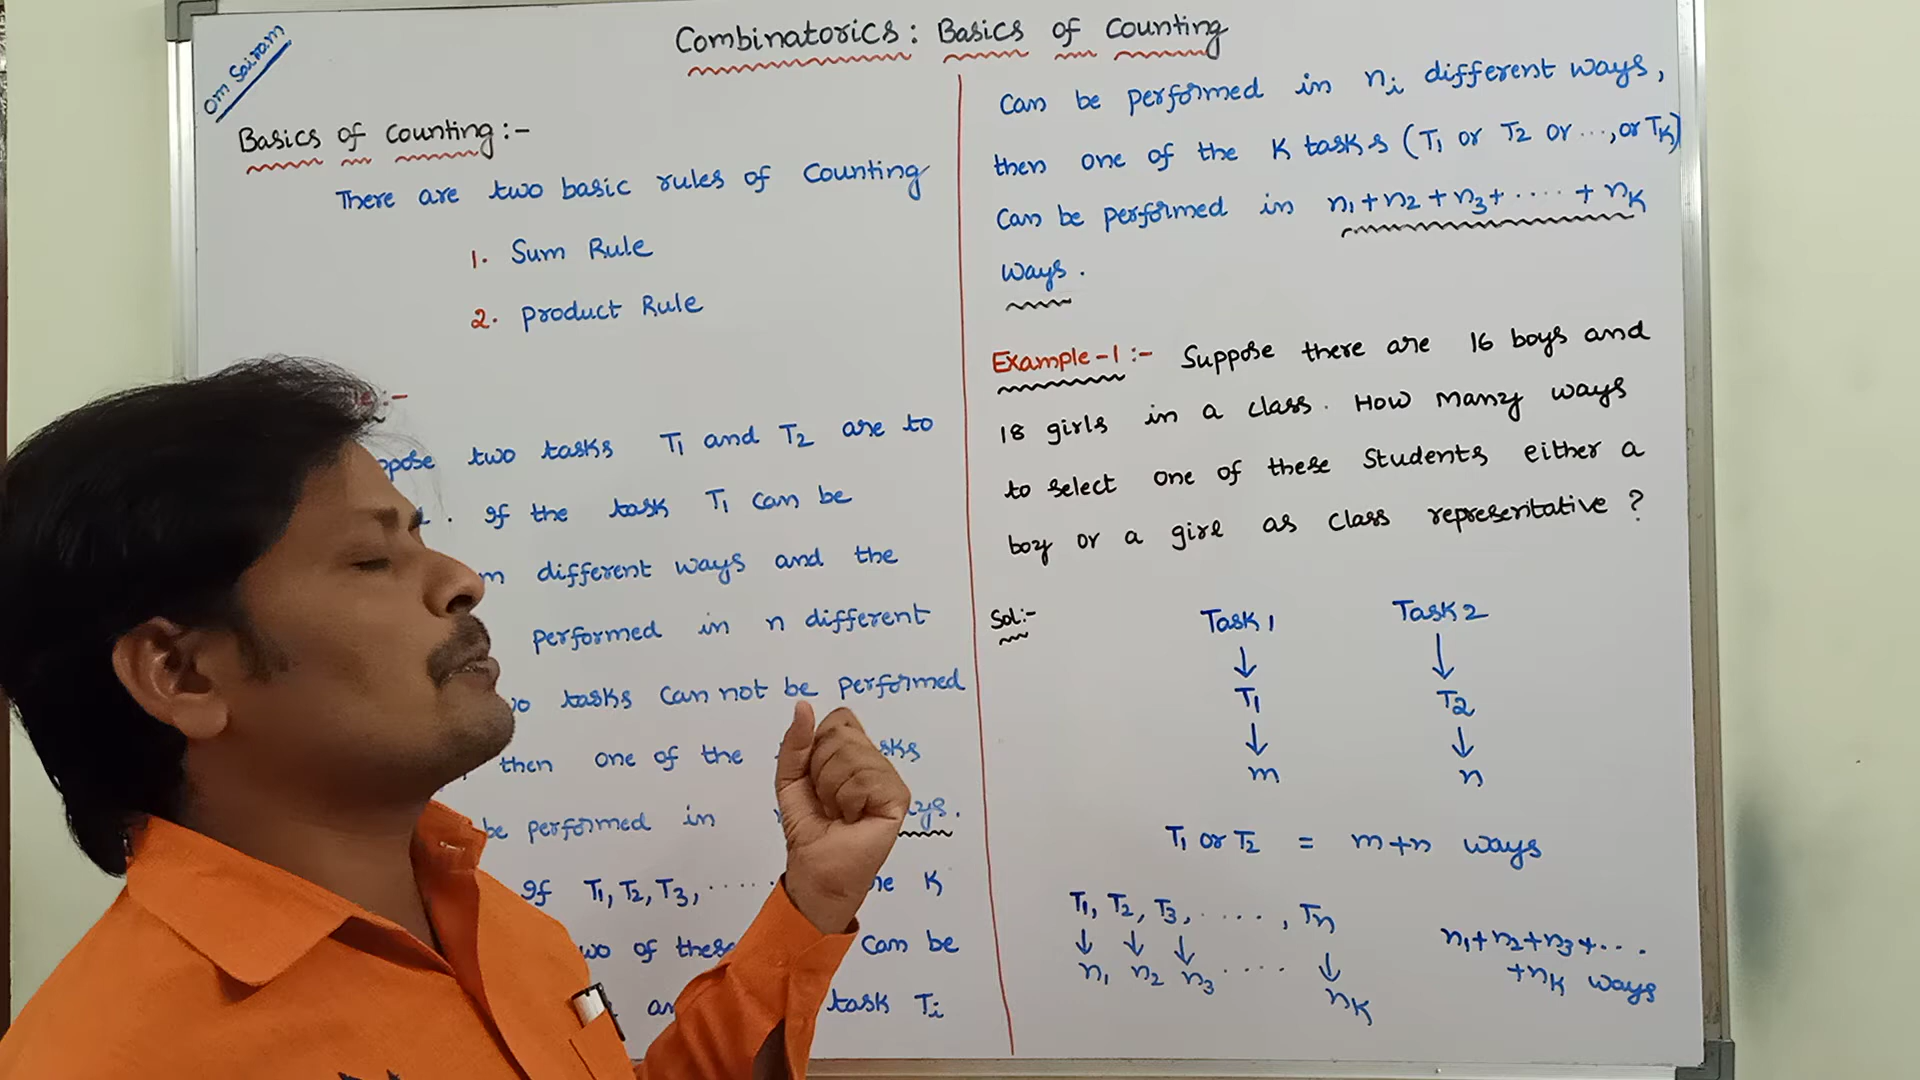 Combinatorics: Basics of Counting
Om Sairam
Basics of Counting:-
There are two basic rules of Counting
1. Sum Rule
2. Product Rule
:-
two tasks T1 and T2 are to
. If the task T1 can be
m different ways and the
performed in n different
tasks can not be performed
then one of the
be performed in
If T1, T2, T3, ..... K
of these can be
task Ti
Can be performed in ni different ways,
then one of the K tasks (T1 or T2 or ..., or TK)
Can be performed in n1+n2+n3+.....+nK
ways.
Example-1:- Suppose there are 16 boys and
18 girls in a class. How many ways
to select one of these Students either a
boy or a girl as class representative?
Sol:-
Task1 Task2
↓ ↓
T1 T2
↓ ↓
m n
T1 or T2 = m+n ways
T1, T2, T3, ....., Tn
↓ ↓ ↓ ↓
n1 n2 n3 ..... nK
n1+n2+n3+...
+nK ways